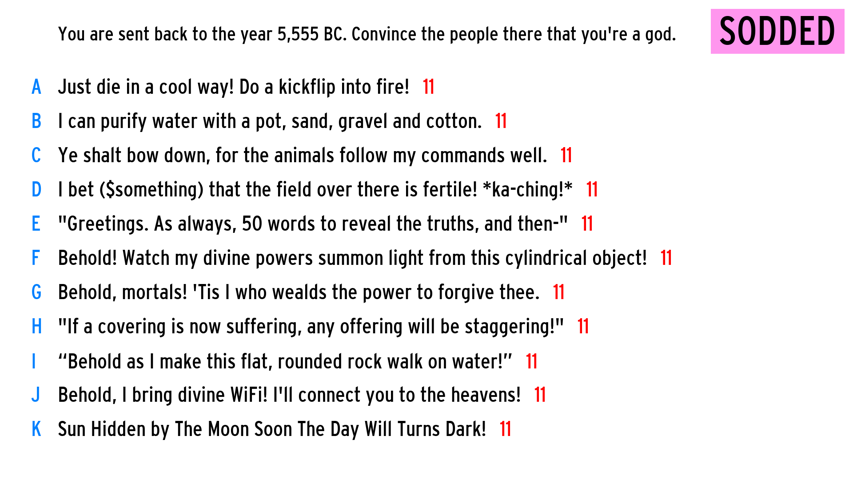 You are sent back to the year 5,555 BC. Convince the people there that you're a god.
SODDED
A Just die in a cool way! Do a kickflip into fire! 11
B I can purify water with a pot, sand, gravel and cotton. 11
C Ye shalt bow down, for the animals follow my commands well. 11
D I bet ($something) that the field over there is fertile! *ka-ching!* 11
E "Greetings. As always, 50 words to reveal the truths, and then-" 11
F Behold! Watch my divine powers summon light from this cylindrical object! 11
G Behold, mortals! 'Tis I who wealds the power to forgive thee. 11
H "If a covering is now suffering, any offering will be staggering!" 11
I “Behold as I make this flat, rounded rock walk on water!” 11
J Behold, I bring divine WiFi! I'll connect you to the heavens! 11
K Sun Hidden by The Moon Soon The Day Will Turns Dark! 11